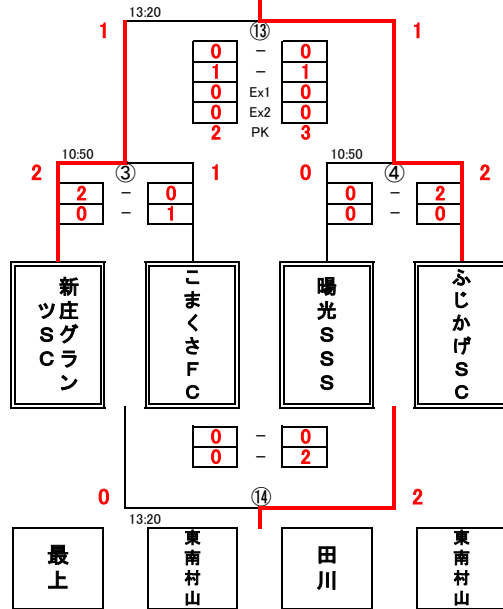 13:20
1 ⑬ 1
0 - 0
1 - 1
0 Ex1 0
0 Ex2 0
2 PK 3
10:50 10:50
2 ③ 1 0 ④ 2
2 - 0 0 - 2
0 - 1 0 - 0
新庄グラン
ツSC
こまくさFC
陽光SSS
ふじかげSC
0 - 0
0 - 2
0 ⑭ 2
13:20
最上
東南村山
田川
東南村山